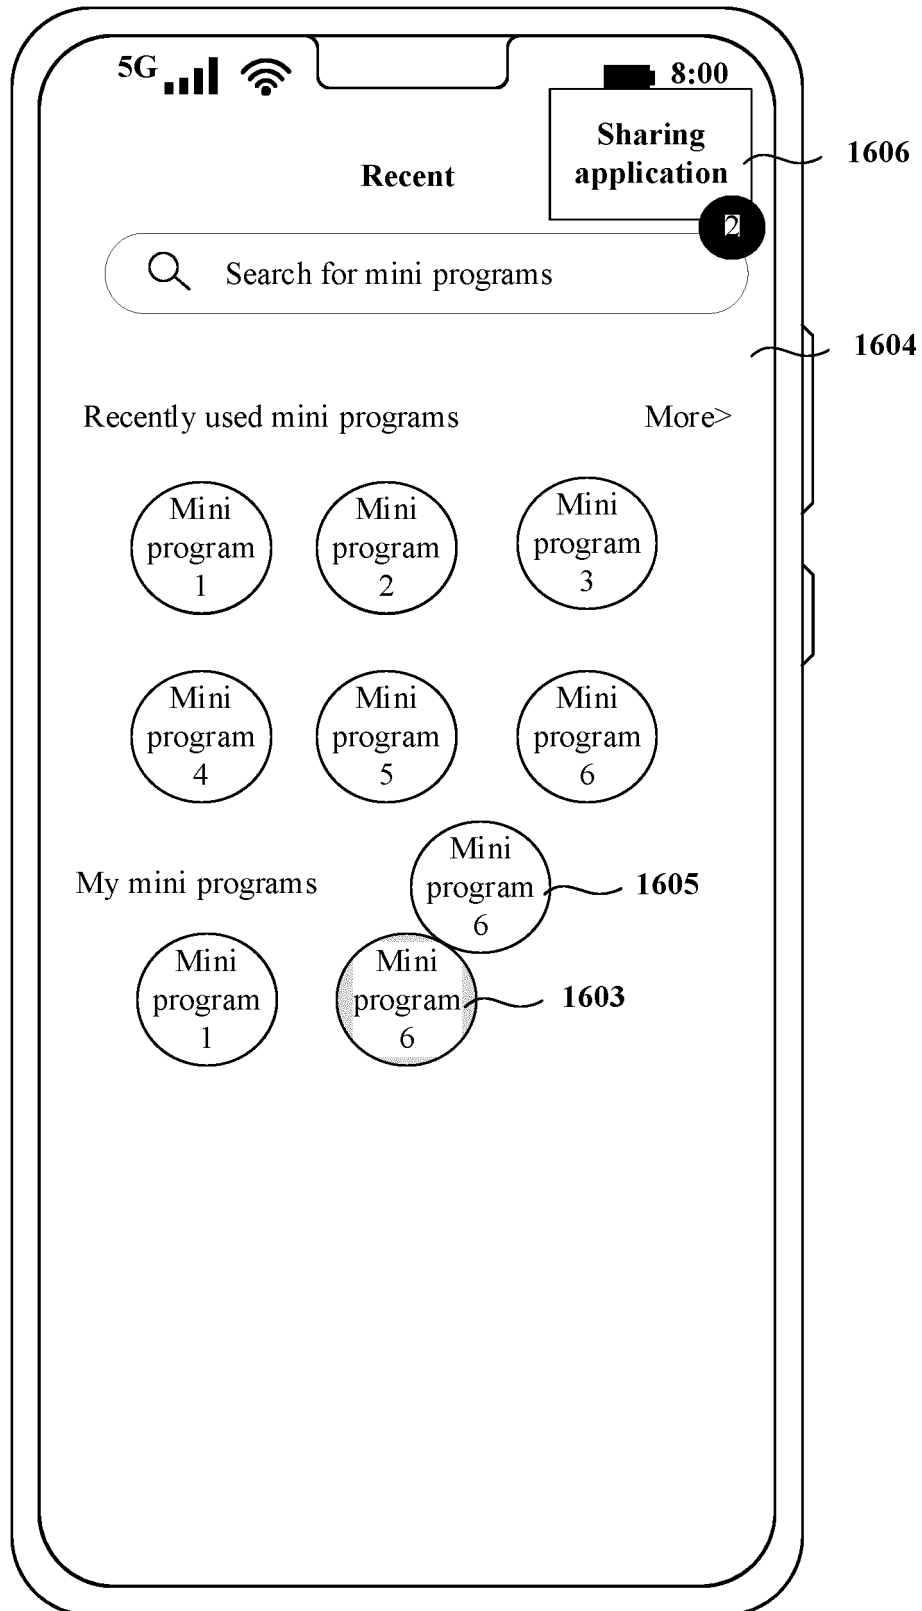 5G
8:00
Sharing
application
1606
Recent
2
Search for mini programs
1604
Recently used mini programs
More>
Mini
program
1
Mini
program
2
Mini
program
3
Mini
program
4
Mini
program
5
Mini
program
6
My mini programs
Mini
program
6
1605
Mini
program
1
Mini
program
6
1603